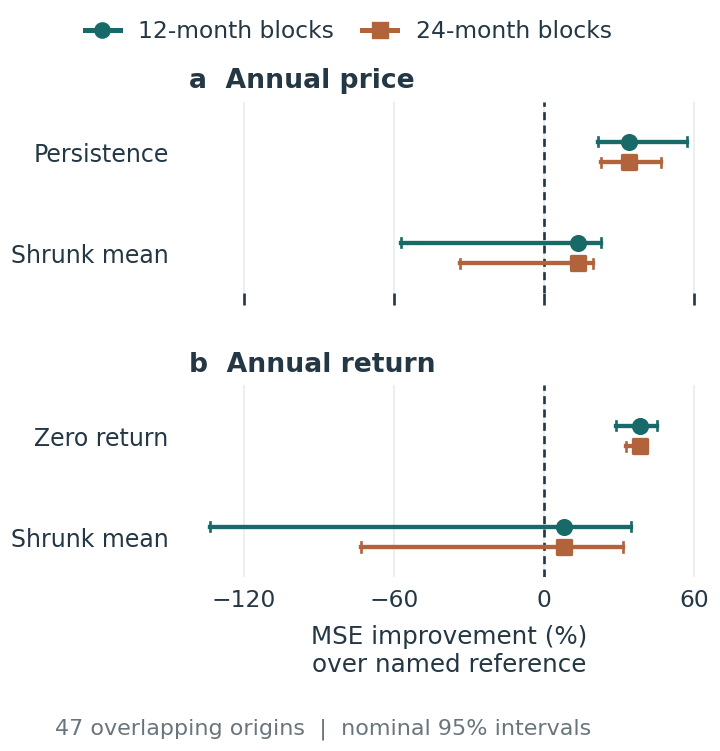 12-month blocks 24-month blocks
a Annual price
Persistence
Shrunk mean
b Annual return
Zero return
Shrunk mean
−120 −60 0 60
MSE improvement (%)
over named reference
47 overlapping origins | nominal 95% intervals